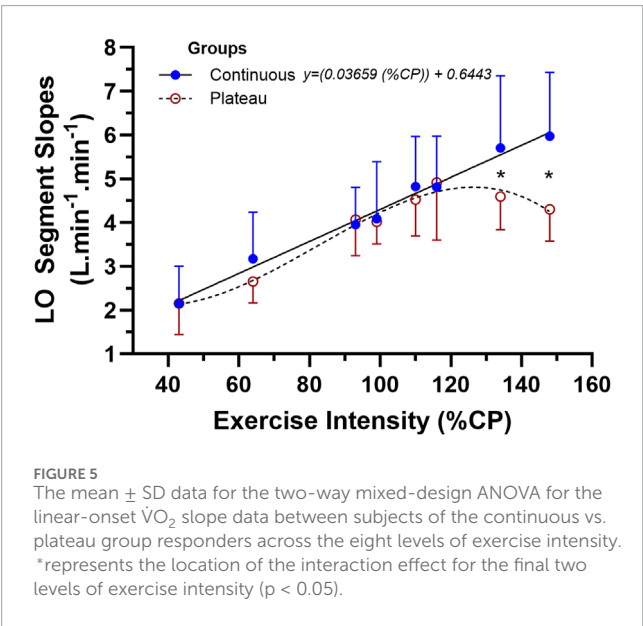 Groups
Continuous y=(0.03659 (%CP)) + 0.6443
Plateau
LO Segment Slopes
(L.min-1.min-1)
8
7
6
5
4
3
2
1
* *
40 60 80 100 120 140 160
Exercise Intensity (%CP)
FIGURE 5
The mean ± SD data for the two-way mixed-design ANOVA for the
linear-onset V̇O₂ slope data between subjects of the continuous vs.
plateau group responders across the eight levels of exercise intensity.
*represents the location of the interaction effect for the final two
levels of exercise intensity (p < 0.05).